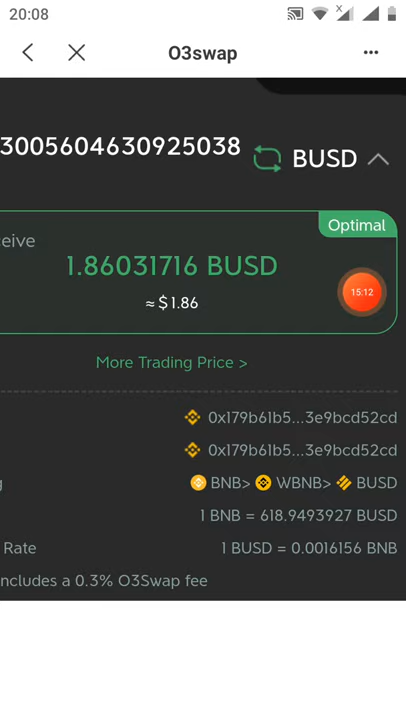 20:08
O3swap
3005604630925038 BUSD
Optimal
ceive
1.86031716 BUSD
≈$1.86
15:12
More Trading Price >
0x179b61b5...3e9bcd52cd
0x179b61b5...3e9bcd52cd
g BNB> WBNB> BUSD
1 BNB = 618.9493927 BUSD
Rate 1 BUSD = 0.0016156 BNB
ncludes a 0.3% O3Swap fee